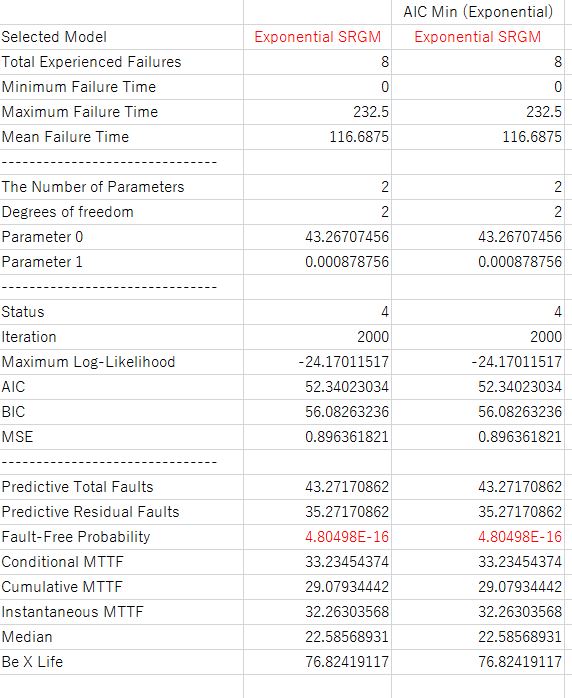 AIC Min (Exponential)
Selected Model Exponential SRGM Exponential SRGM
Total Experienced Failures 8 8
Minimum Failure Time 0 0
Maximum Failure Time 232.5 232.5
Mean Failure Time 116.6875 116.6875
-------------------------------
The Number of Parameters 2 2
Degrees of freedom 2 2
Parameter 0 43.26707456 43.26707456
Parameter 1 0.000878756 0.000878756
-------------------------------
Status 4 4
Iteration 2000 2000
Maximum Log-Likelihood -24.17011517 -24.17011517
AIC 52.34023034 52.34023034
BIC 56.08263236 56.08263236
MSE 0.896361821 0.896361821
-------------------------------
Predictive Total Faults 43.27170862 43.27170862
Predictive Residual Faults 35.27170862 35.27170862
Fault-Free Probability 4.80498E-16 4.80498E-16
Conditional MTTF 33.23454374 33.23454374
Cumulative MTTF 29.07934442 29.07934442
Instantaneous MTTF 32.26303568 32.26303568
Median 22.58568931 22.58568931
Be X Life 76.82419117 76.82419117